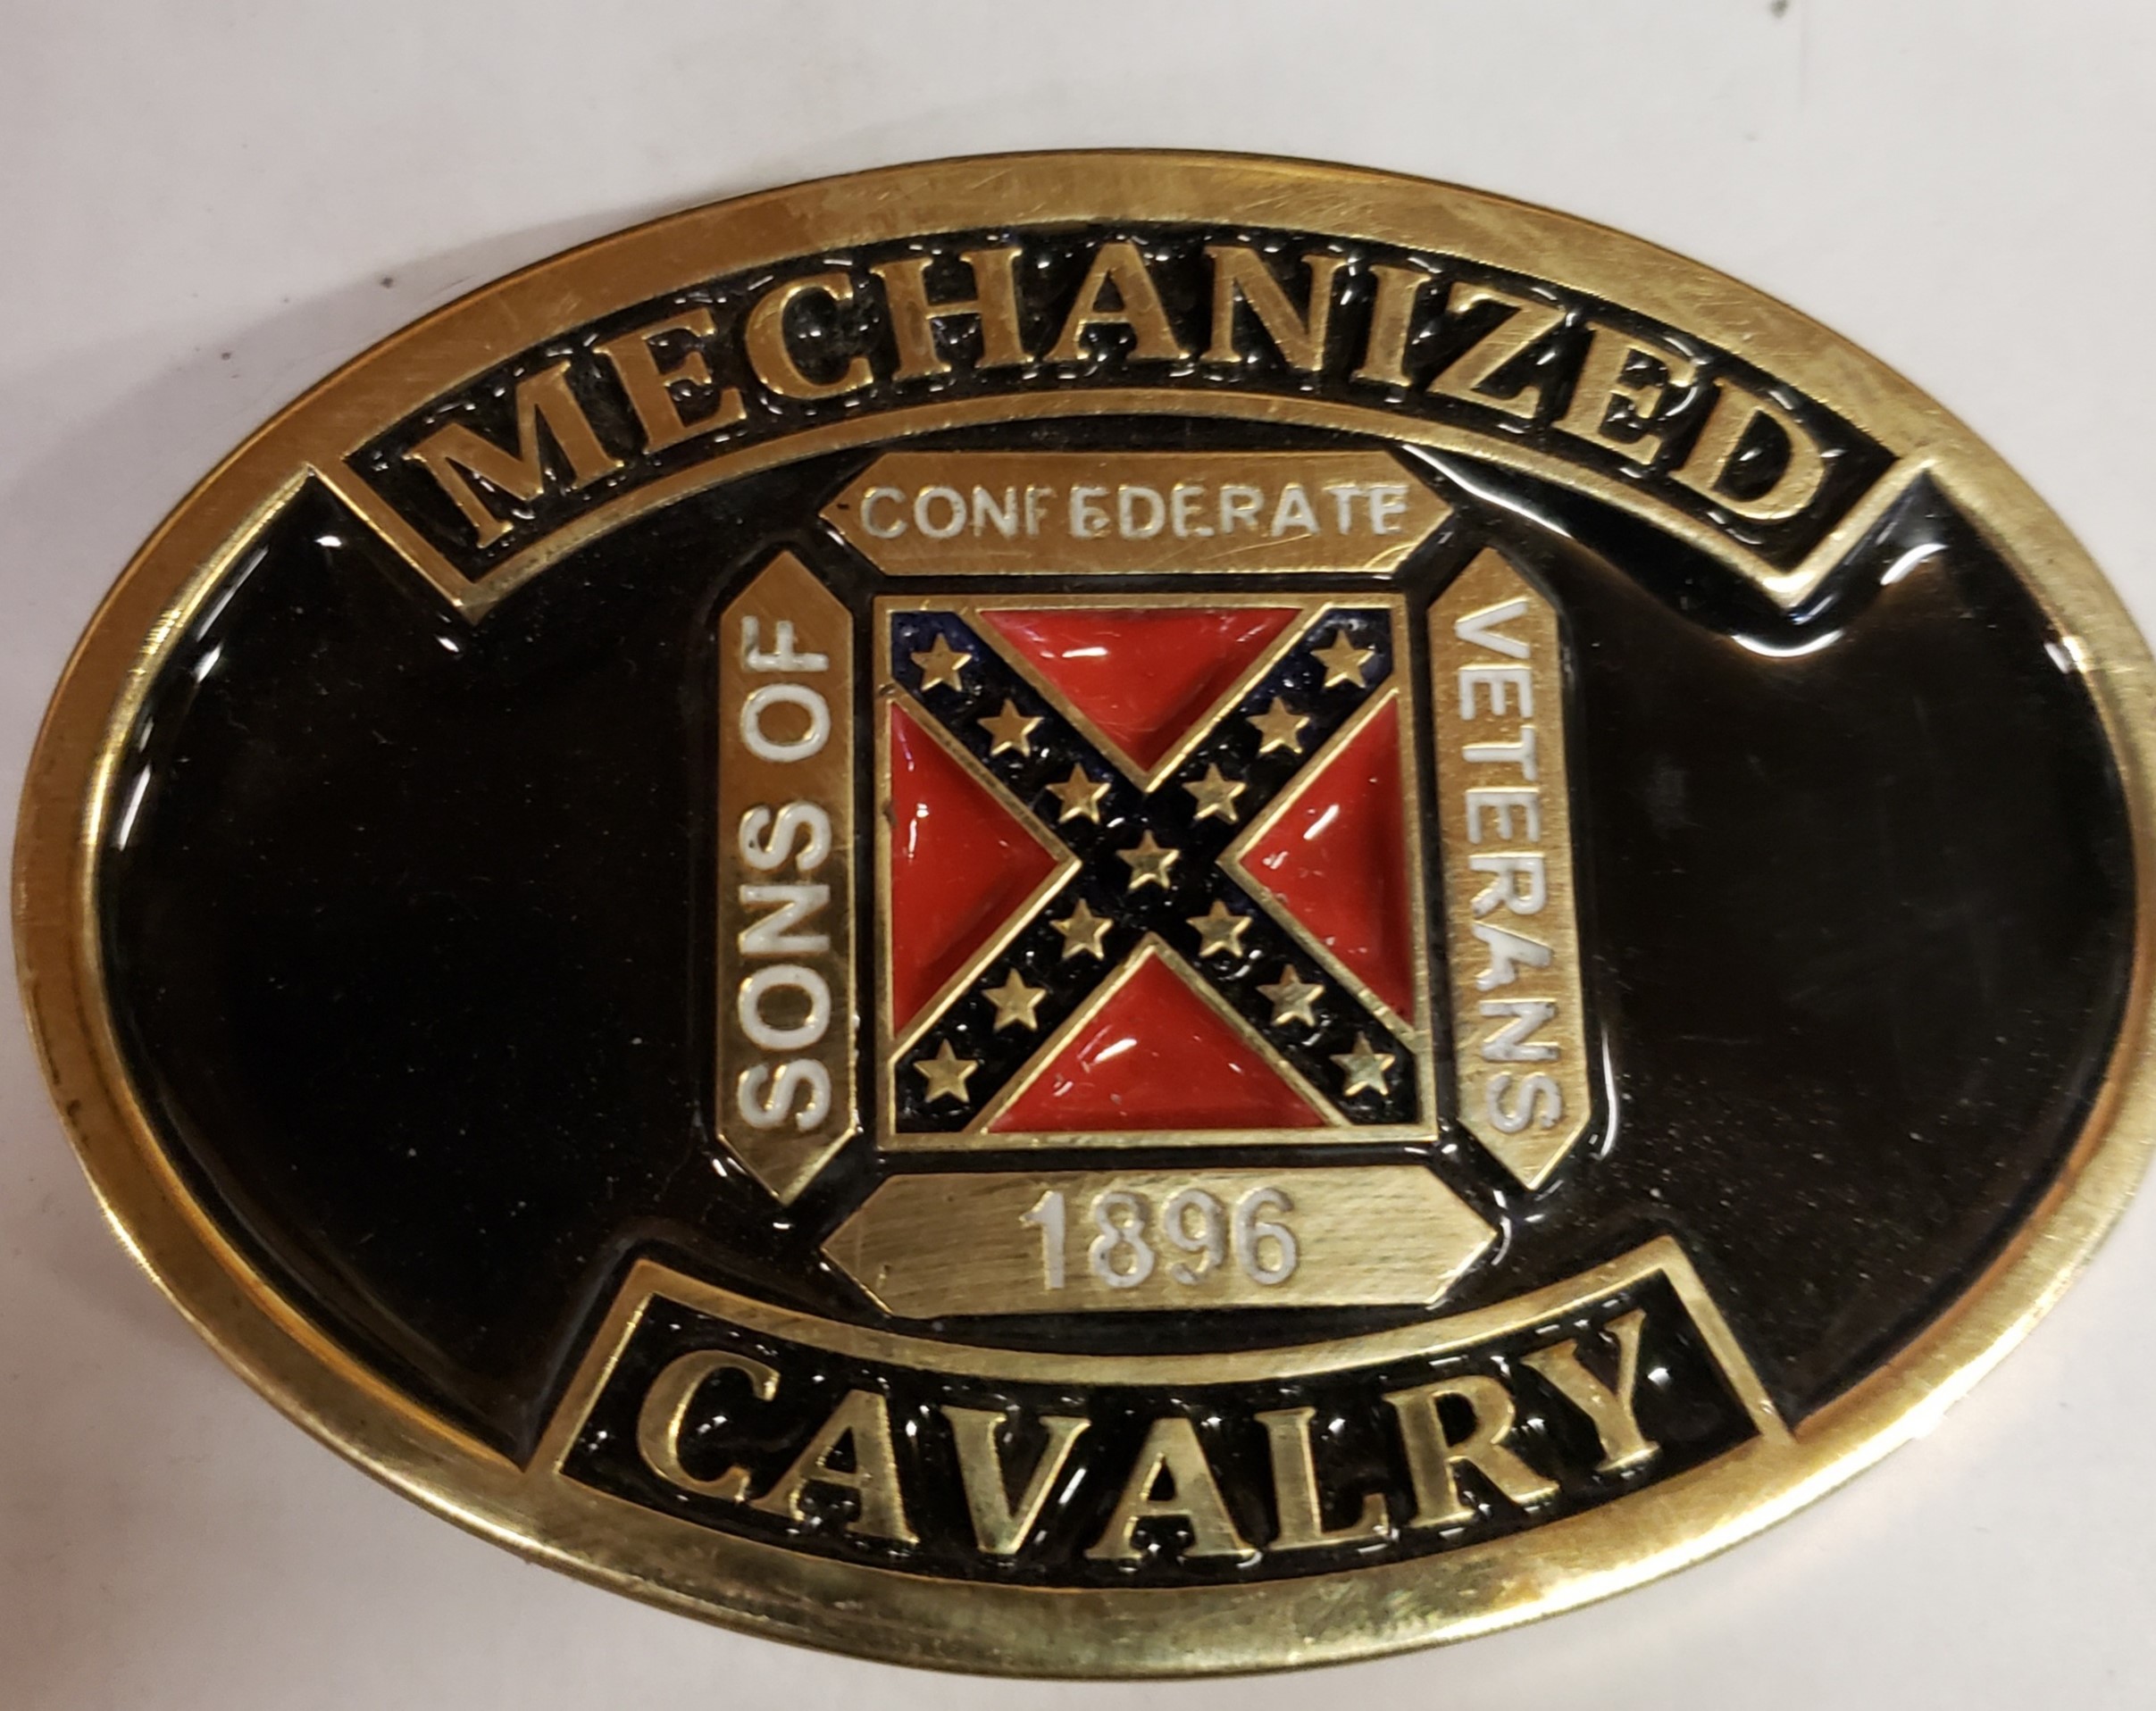 MECHANIZED
SONS OF
CONFEDERATE
VETERANS
1896
CAVALRY